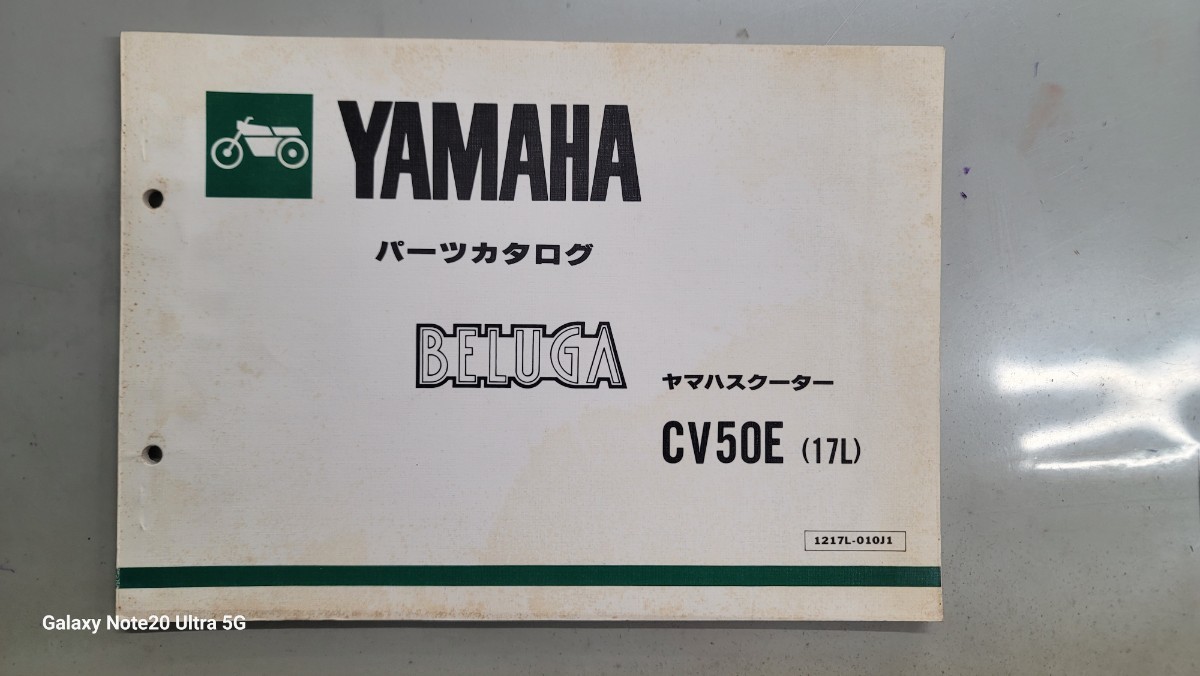 YAMAHA
パーツカタログ
BELUGA
ヤマハスクーター
CV50E (17L)
1217L-010J1
Galaxy Note20 Ultra 5G